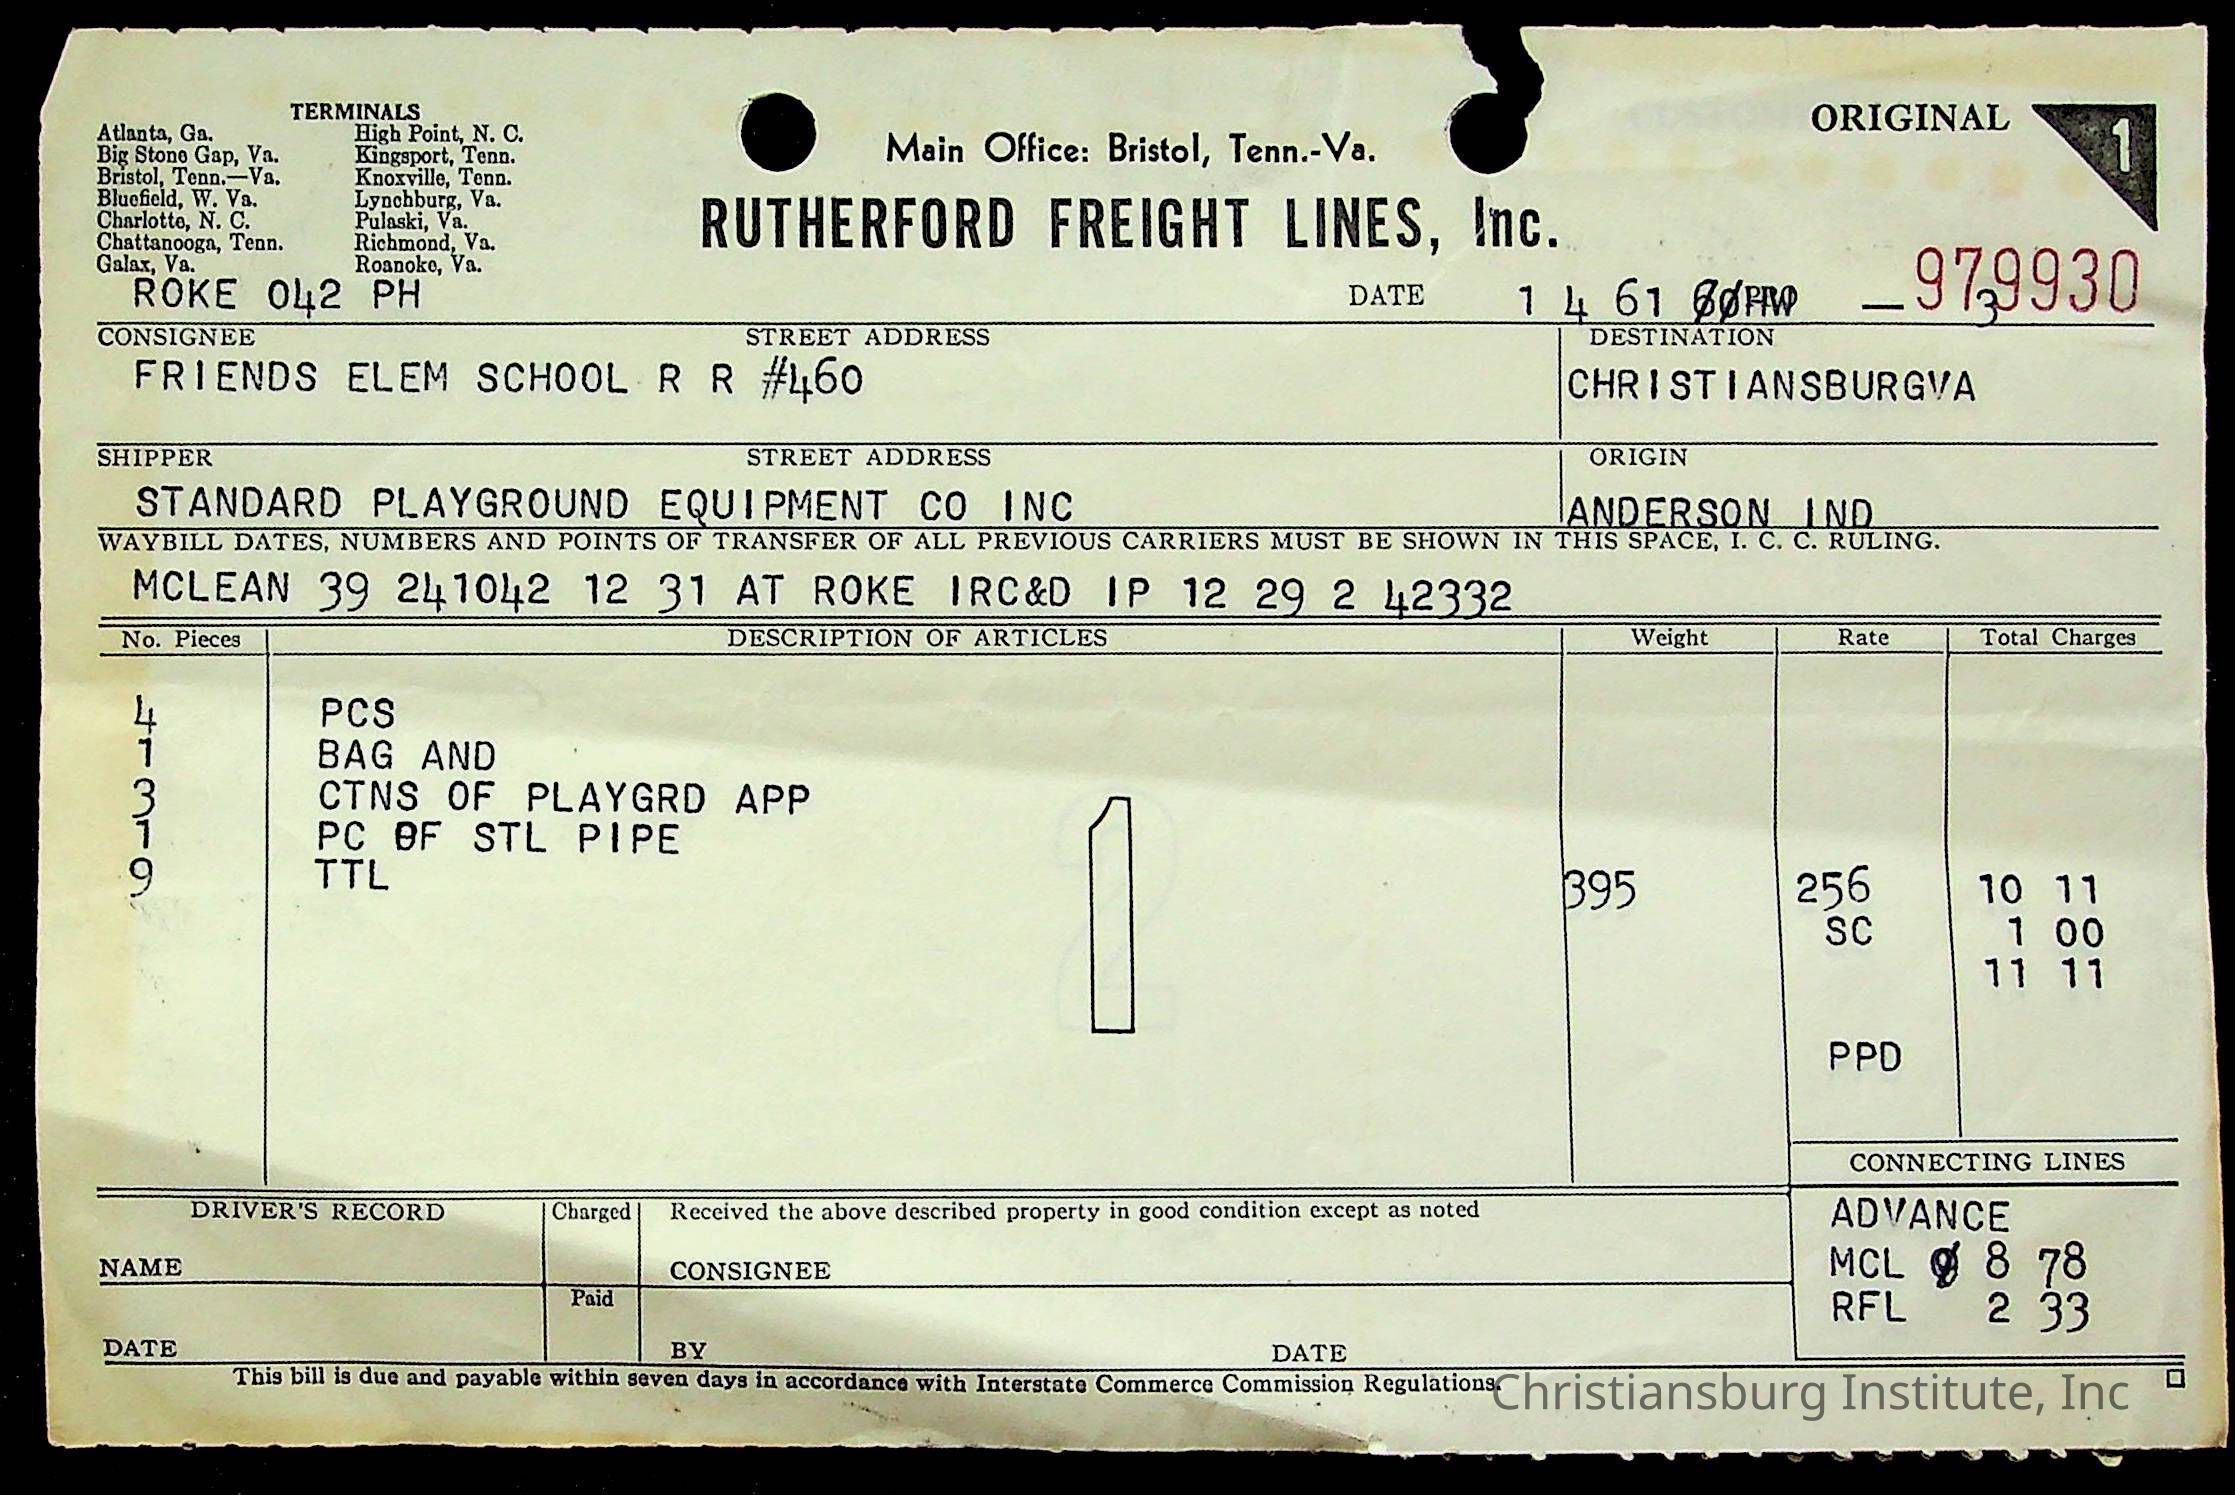 TERMINALS
Atlanta, Ga. High Point, N. C.
Big Stone Gap, Va. Kingsport, Tenn.
Bristol, Tenn.—Va. Knoxville, Tenn.
Bluefield, W. Va. Lynchburg, Va.
Charlotte, N. C. Pulaski, Va.
Chattanooga, Tenn. Richmond, Va.
Galax, Va. Roanoke, Va.
Main Office: Bristol, Tenn.-Va.
RUTHERFORD FREIGHT LINES, Inc.
ORIGINAL 1
ROKE 042 PH DATE 1 4 61 — 979930
3
CONSIGNEE STREET ADDRESS DESTINATION
FRIENDS ELEM SCHOOL R R #460 CHRISTIANSBURGVA
SHIPPER STREET ADDRESS ORIGIN
STANDARD PLAYGROUND EQUIPMENT CO INC ANDERSON IND
WAYBILL DATES, NUMBERS AND POINTS OF TRANSFER OF ALL PREVIOUS CARRIERS MUST BE SHOWN IN THIS SPACE, I. C. C. RULING.
MCLEAN 39 241042 12 31 AT ROKE IRC&D IP 12 29 2 42332
No. Pieces DESCRIPTION OF ARTICLES Weight Rate Total Charges
4 PCS
1 BAG AND
3 CTNS OF PLAYGRD APP
1 PC OF STL PIPE
9 TTL 395 256 10 11
SC 1 00
11 11
1
PPD
CONNECTING LINES
DRIVER'S RECORD Charged Received the above described property in good condition except as noted
ADVANCE
NAME CONSIGNEE MCL 8 78
Paid RFL 2 33
DATE BY DATE
This bill is due and payable within seven days in accordance with Interstate Commerce Commission Regulations.
Christiansburg Institute, Inc